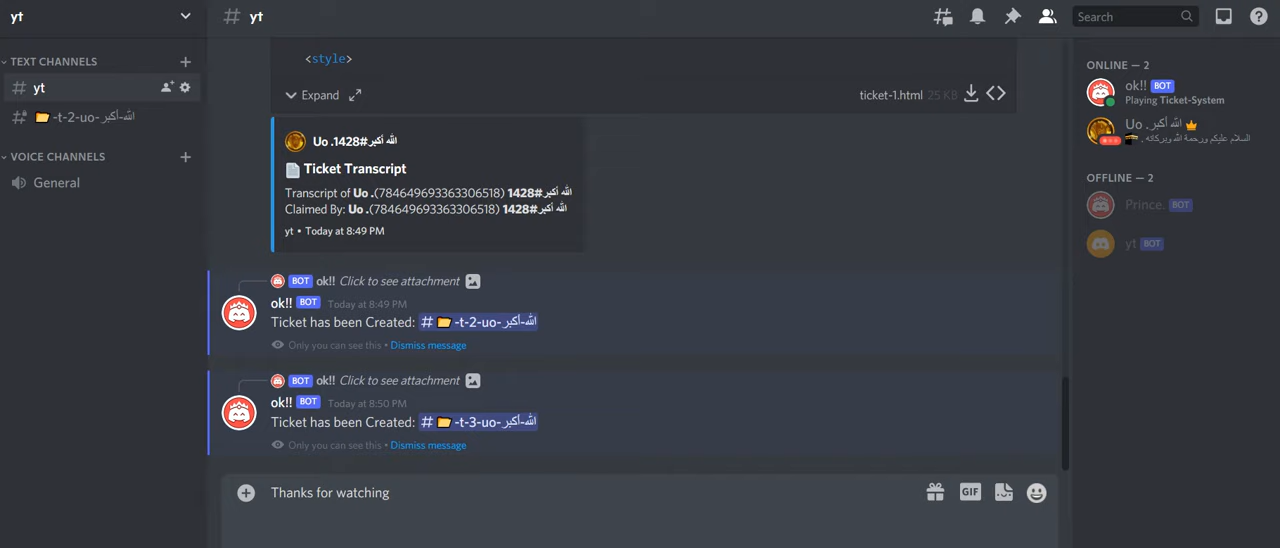 yt
yt
Search
TEXT CHANNELS
yt
-t-2-uo-الله-أكبر
VOICE CHANNELS
General
<style>
Expand
ticket-1.html 25 KB
Uo .الله أكبر#1428
Ticket Transcript
Transcript of Uo .الله أكبر#1428 (784649693363306518)
Claimed By: Uo .الله أكبر#1428 (784649693363306518)
yt • Today at 8:49 PM
BOT ok!! Click to see attachment
ok!! BOT Today at 8:49 PM
Ticket has been Created: # -t-2-uo-الله-أكبر
Only you can see this • Dismiss message
BOT ok!! Click to see attachment
ok!! BOT Today at 8:50 PM
Ticket has been Created: # -t-3-uo-الله-أكبر
Only you can see this • Dismiss message
Thanks for watching
GIF
ONLINE — 2
ok!! BOT
Playing Ticket-System
Uo .الله أكبر
السلام عليكم ورحمة الله وبركاته .
OFFLINE — 2
Prince. BOT
yt BOT